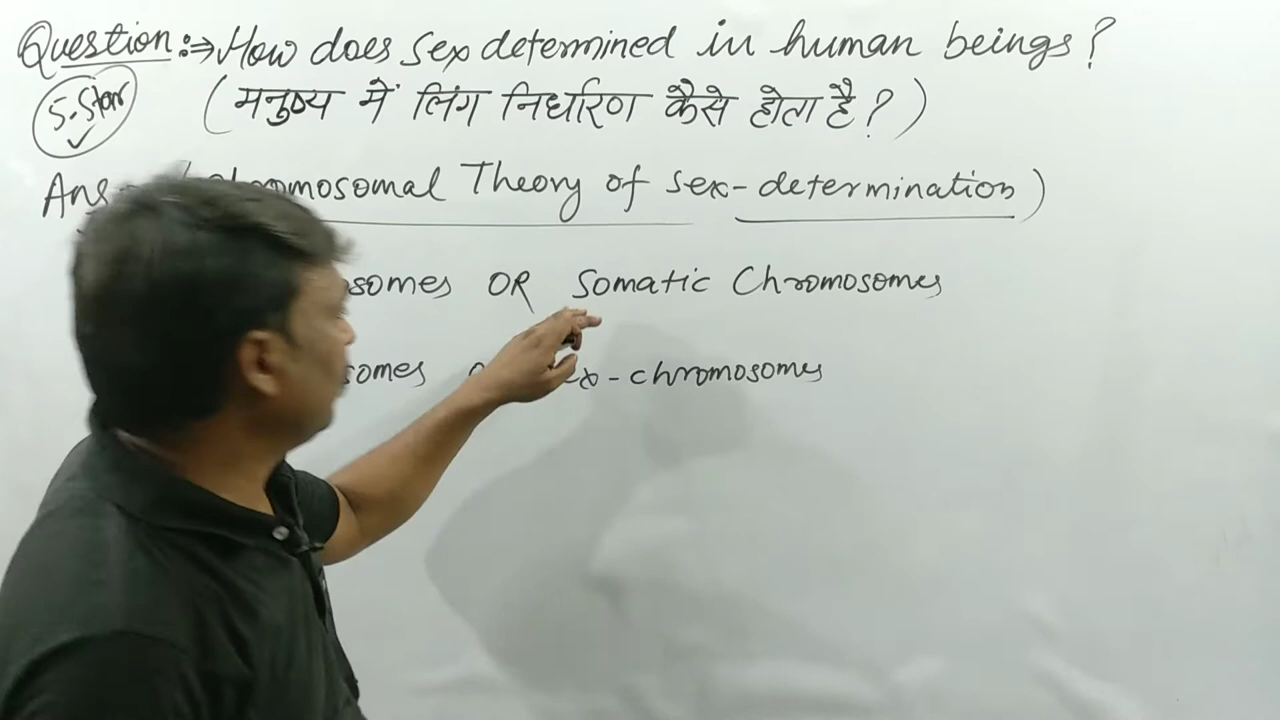 Question:⇒ How does sex determined in human beings?
5-Star (मनुष्य में लिंग निर्धारण कैसे होता है?)
Ans Chromosomal Theory of sex-determination)
somes OR Somatic Chromosomes
somes ex-chromosomes